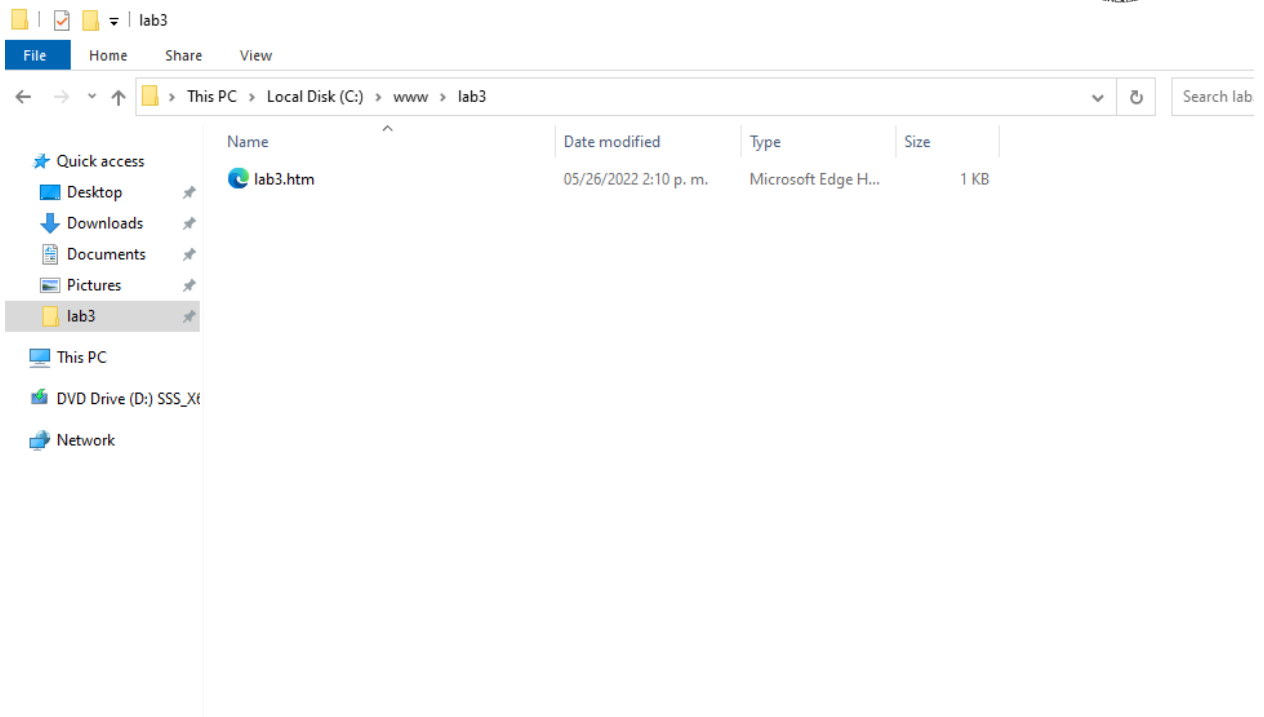 lab3
File Home Share View
This PC > Local Disk (C:) > www > lab3
Search lab
Name Date modified Type Size
Quick access
lab3.htm 05/26/2022 2:10 p. m. Microsoft Edge H... 1 KB
Desktop
Downloads
Documents
Pictures
lab3
This PC
DVD Drive (D:) SSS_X6
Network